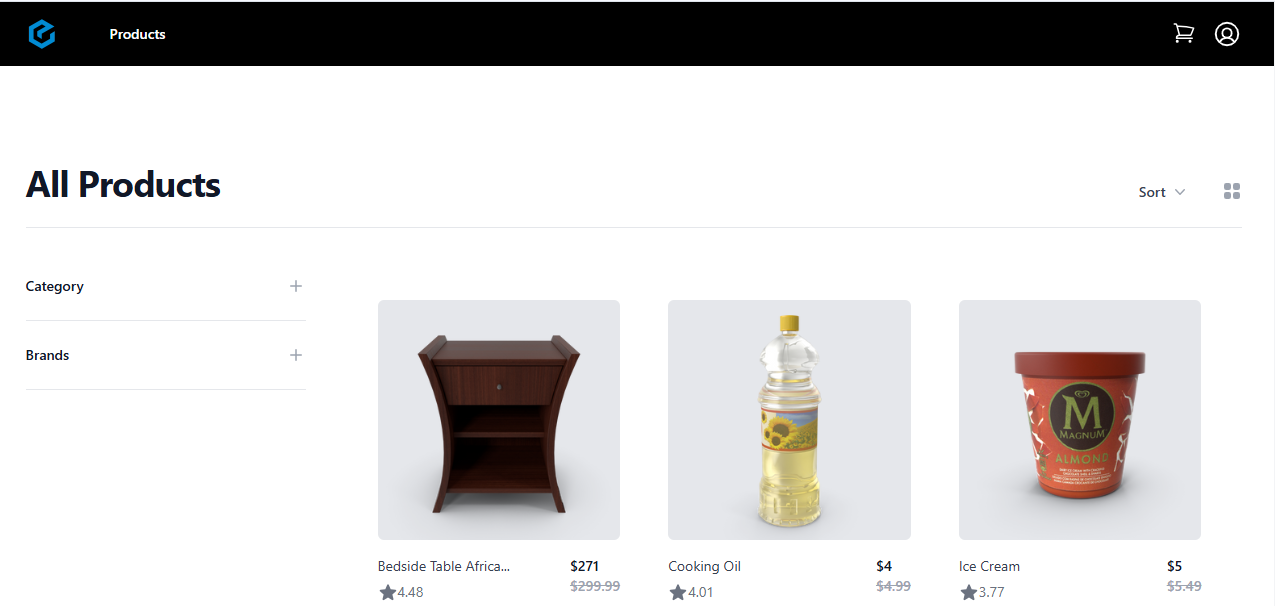 Products
All Products
Sort
Category
Brands
MAGNUM
ALMOND
Bedside Table Africa... $271
$299.99
4.48
Cooking Oil $4
$4.99
4.01
Ice Cream $5
$5.49
3.77